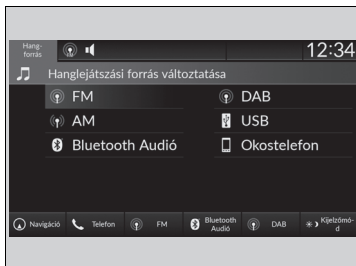 Hang-
forrás
12:34
Hanglejátszási forrás változtatása
FM
DAB
AM
USB
Bluetooth Audió
Okostelefon
Navigáció
Telefon
FM
Bluetooth
Audió
DAB
Kijelzőmó-
d